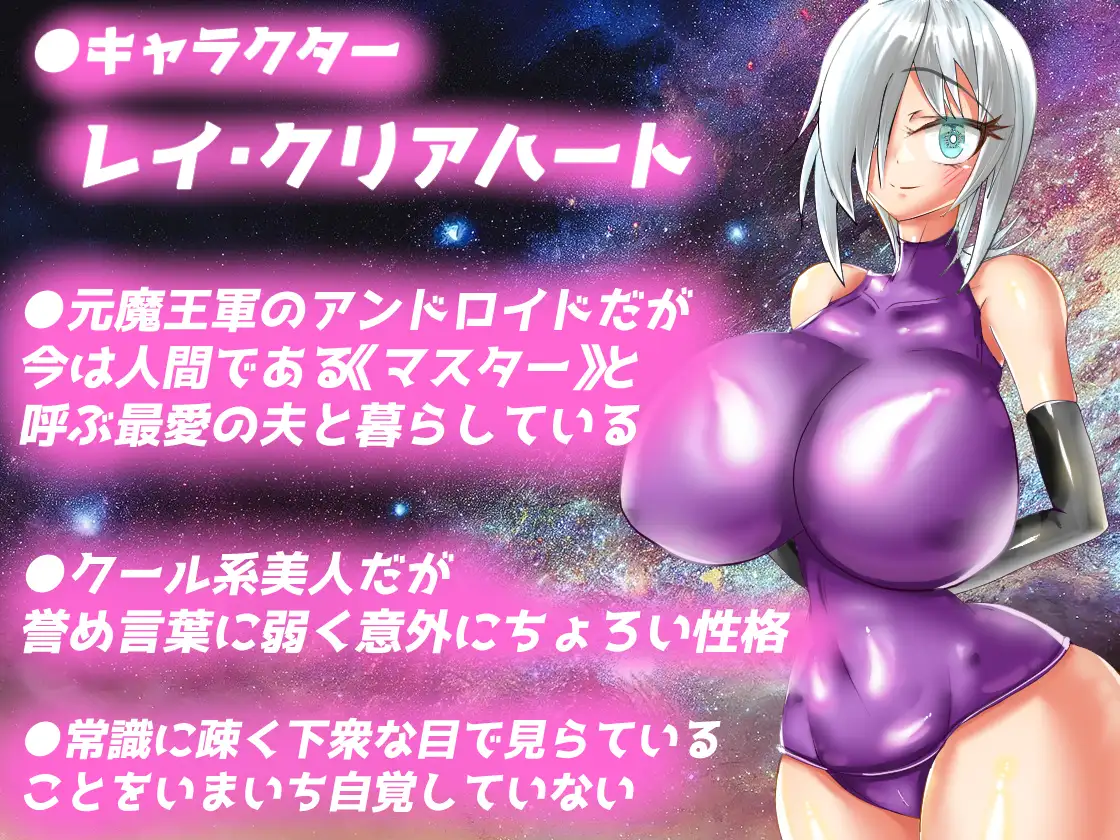 ●キャラクター
レイ・クリアハート
●元魔王軍のアンドロイドだが
今は人間である《マスター》と
呼ぶ最愛の夫と暮らしている
●クール系美人だが
誉め言葉に弱く意外にちょろい性格
●常識に疎く下衆な目で見らている
ことをいまいち自覚していない